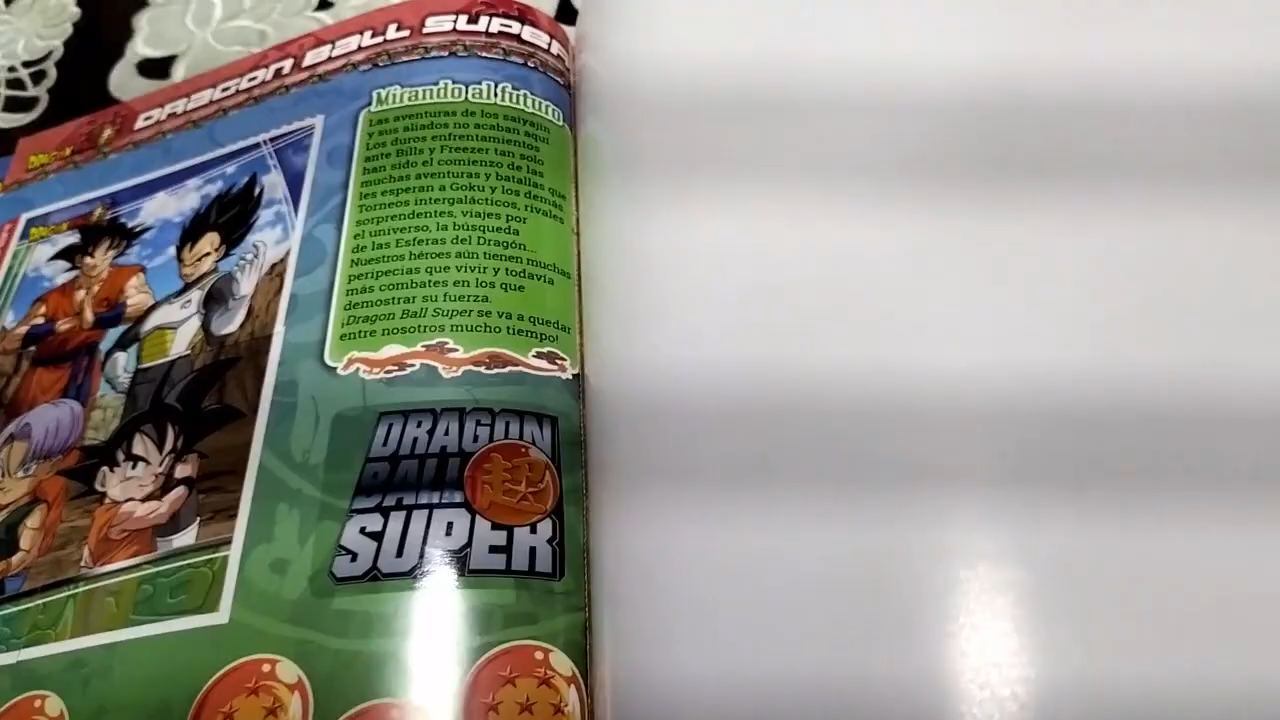 DRAGON BALL SUPER
Mirando al futuro
Las aventuras de los saiyajin
y sus aliados no acaban aquí
Los duros enfrentamientos
ante Bills y Freezer tan solo
han sido el comienzo de las
muchas aventuras y batallas que
les esperan a Goku y los demás
Torneos intergalácticos, rivales
sorprendentes, viajes por
el universo, la búsqueda
de las Esferas del Dragón...
Nuestros héroes aún tienen muchas
peripecias que vivir y todavía
más combates en los que
demostrar su fuerza.
¡Dragon Ball Super se va a quedar
entre nosotros mucho tiempo!
DRAGON
BALL 超
SUPER